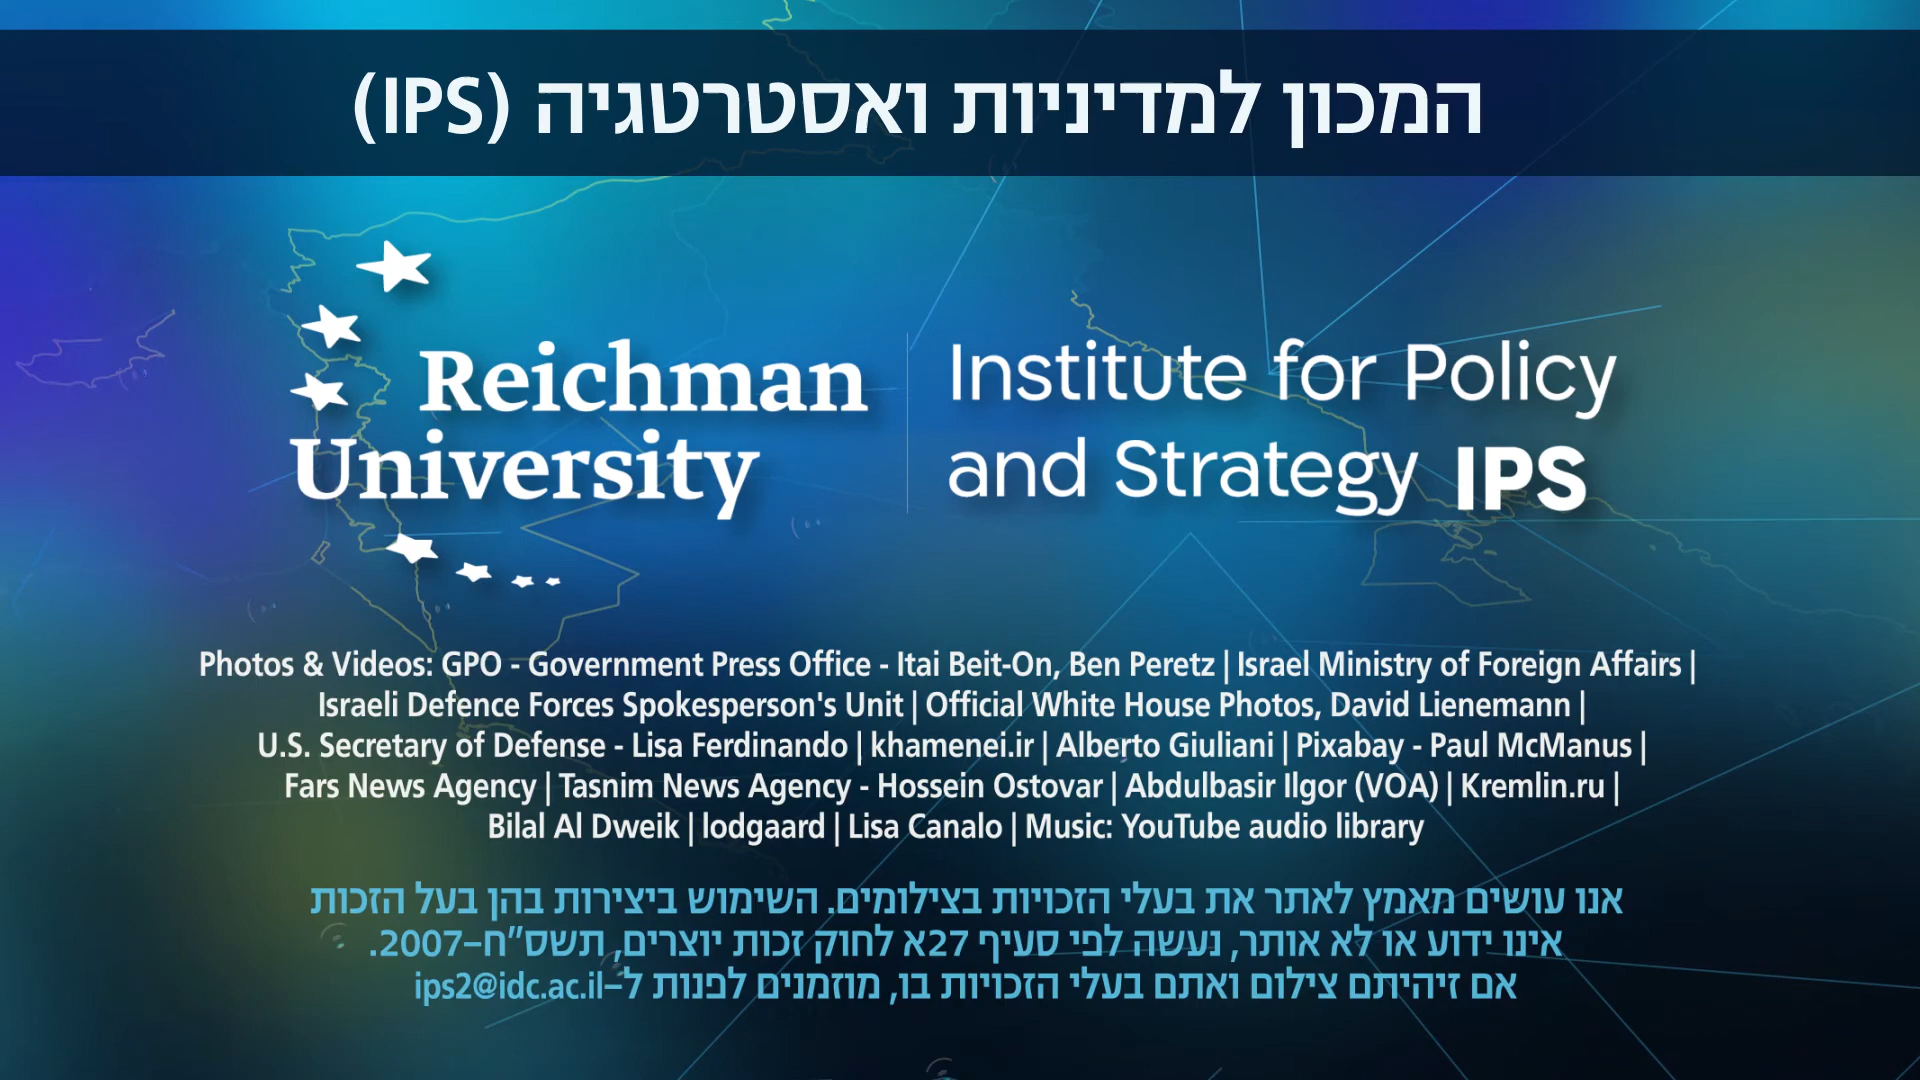 המכון למדיניות ואסטרטגיה (IPS)
Reichman
University
Institute for Policy
and Strategy IPS
Photos & Videos: GPO - Government Press Office - Itai Beit-On, Ben Peretz | Israel Ministry of Foreign Affairs |
Israeli Defence Forces Spokesperson's Unit | Official White House Photos, David Lienemann |
U.S. Secretary of Defense - Lisa Ferdinando | khamenei.ir | Alberto Giuliani | Pixabay - Paul McManus |
Fars News Agency | Tasnim News Agency - Hossein Ostovar | Abdulbasir Ilgor (VOA) | Kremlin.ru |
Bilal Al Dweik | lodgaard | Lisa Canalo | Music: YouTube audio library
אנו עושים מאמץ לאתר את בעלי הזכויות בצילומים. השימוש ביצירות בהן בעל הזכות
אינו ידוע או לא אותר, נעשה לפי סעיף 27א לחוק זכות יוצרים, תשס"ח–2007.
אם זיהיתם צילום ואתם בעלי הזכויות בו, מוזמנים לפנות ל–ips2@idc.ac.il